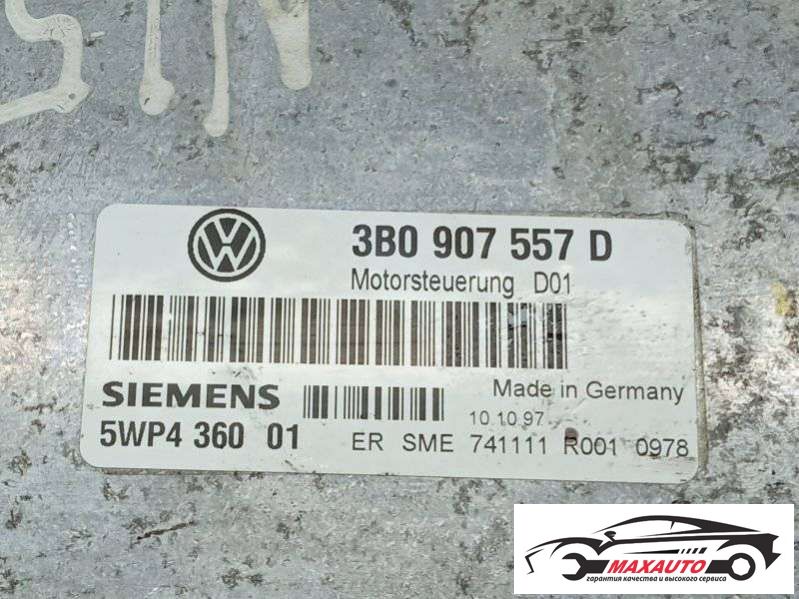 SIN
3B0 907 557 D
Motorsteuerung D01
SIEMENS
Made in Germany
10.10.97
5WP4 360 01
ER SME 741111 R001 0978
MAXAUTO
гарантия качества и высокого сервиса